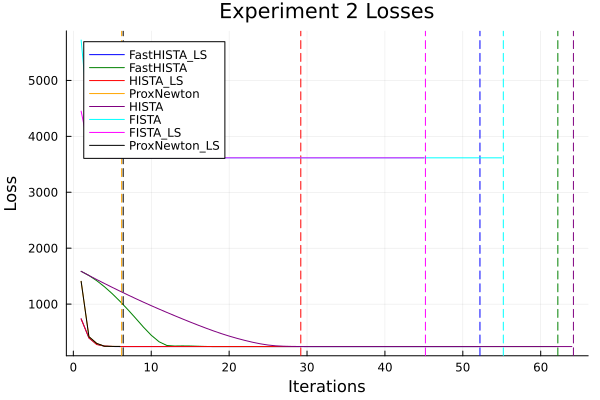 Experiment 2 Losses
Loss
5000
4000
3000
2000
1000
FastHISTA_LS
FastHISTA
HISTA_LS
ProxNewton
HISTA
FISTA
FISTA_LS
ProxNewton_LS
0
10
20
30
40
50
60
Iterations